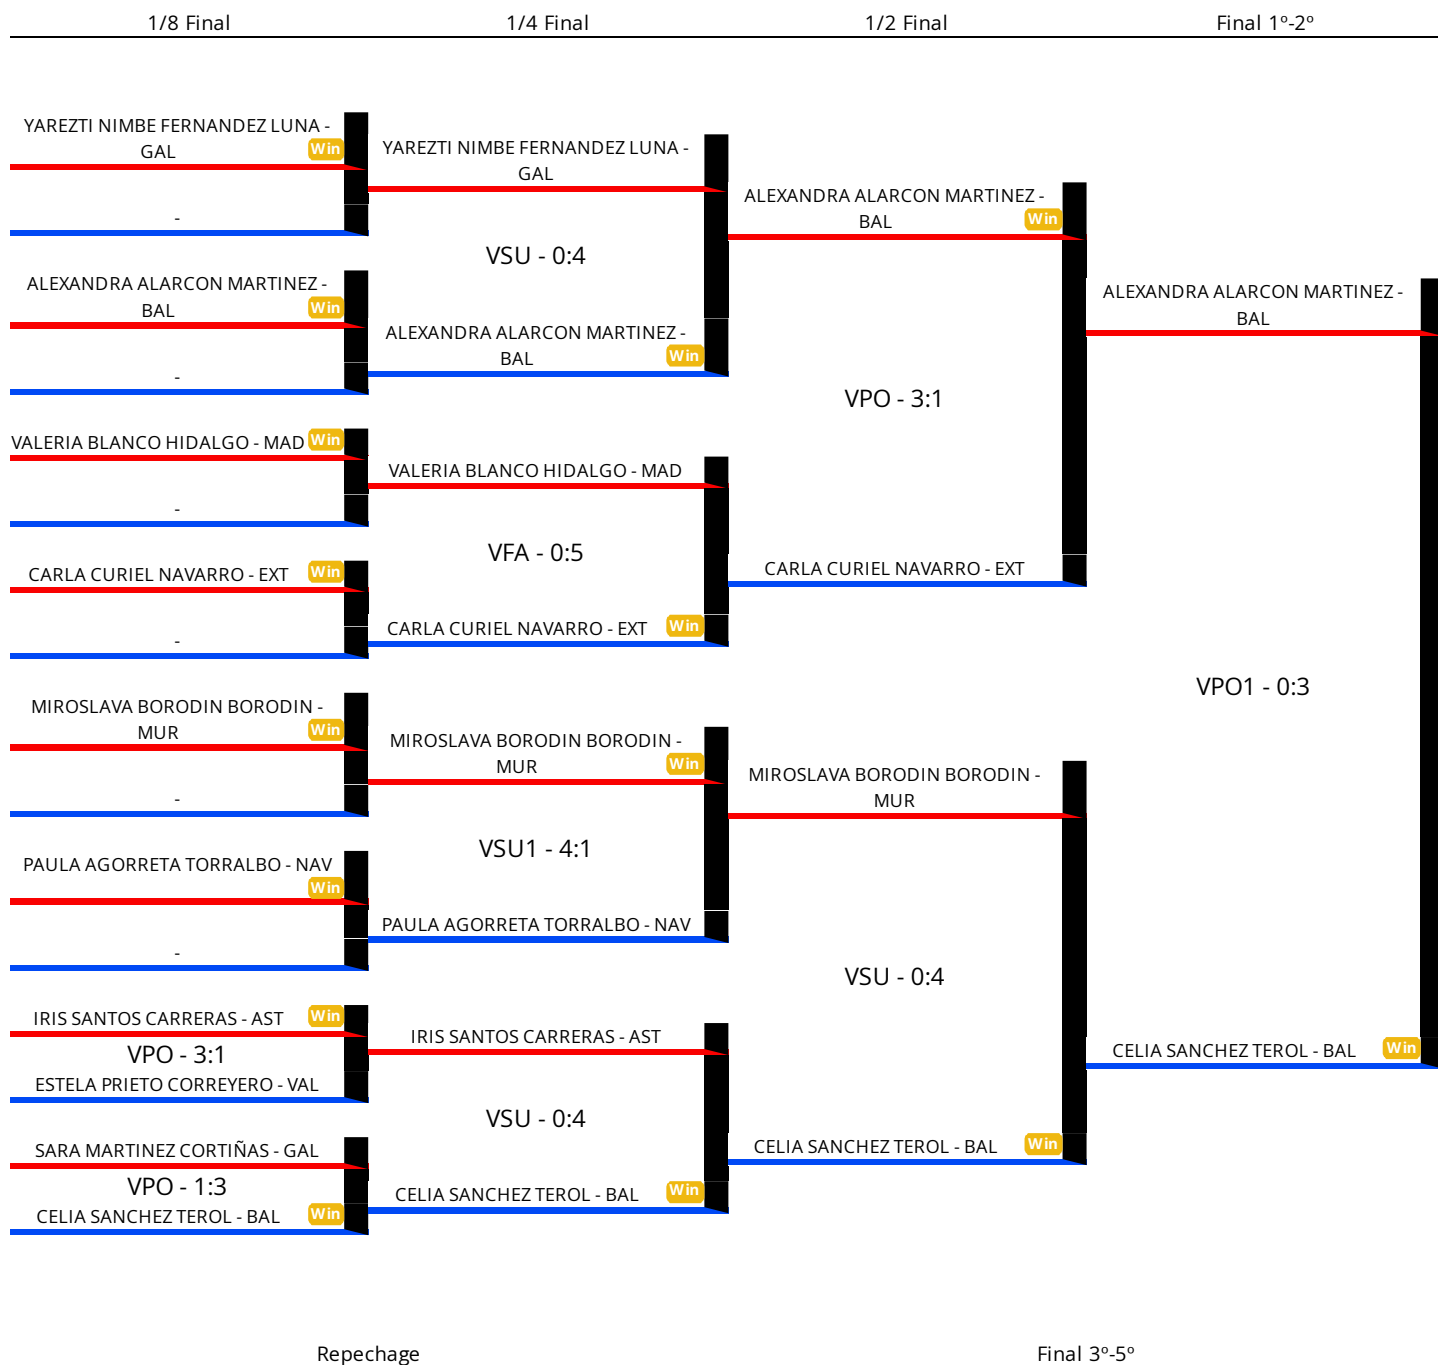 1/8 Final
1/4 Final
1/2 Final
Final 1º-2º
YAREZTI NIMBE FERNANDEZ LUNA -
GAL
Win
-
ALEXANDRA ALARCON MARTINEZ -
BAL
Win
-
VALERIA BLANCO HIDALGO - MAD
Win
-
CARLA CURIEL NAVARRO - EXT
Win
-
MIROSLAVA BORODIN BORODIN -
MUR
Win
-
PAULA AGORRETA TORRALBO - NAV
Win
-
IRIS SANTOS CARRERAS - AST
Win
VPO - 3:1
ESTELA PRIETO CORREYERO - VAL
SARA MARTINEZ CORTIÑAS - GAL
VPO - 1:3
CELIA SANCHEZ TEROL - BAL
Win
YAREZTI NIMBE FERNANDEZ LUNA -
GAL
VSU - 0:4
ALEXANDRA ALARCON MARTINEZ -
BAL
Win
VALERIA BLANCO HIDALGO - MAD
VFA - 0:5
CARLA CURIEL NAVARRO - EXT
Win
MIROSLAVA BORODIN BORODIN -
MUR
Win
VSU1 - 4:1
PAULA AGORRETA TORRALBO - NAV
IRIS SANTOS CARRERAS - AST
VSU - 0:4
CELIA SANCHEZ TEROL - BAL
Win
ALEXANDRA ALARCON MARTINEZ -
BAL
Win
VPO - 3:1
CARLA CURIEL NAVARRO - EXT
MIROSLAVA BORODIN BORODIN -
MUR
VSU - 0:4
CELIA SANCHEZ TEROL - BAL
Win
ALEXANDRA ALARCON MARTINEZ -
BAL
VPO1 - 0:3
CELIA SANCHEZ TEROL - BAL
Win
Repechage
Final 3º-5º